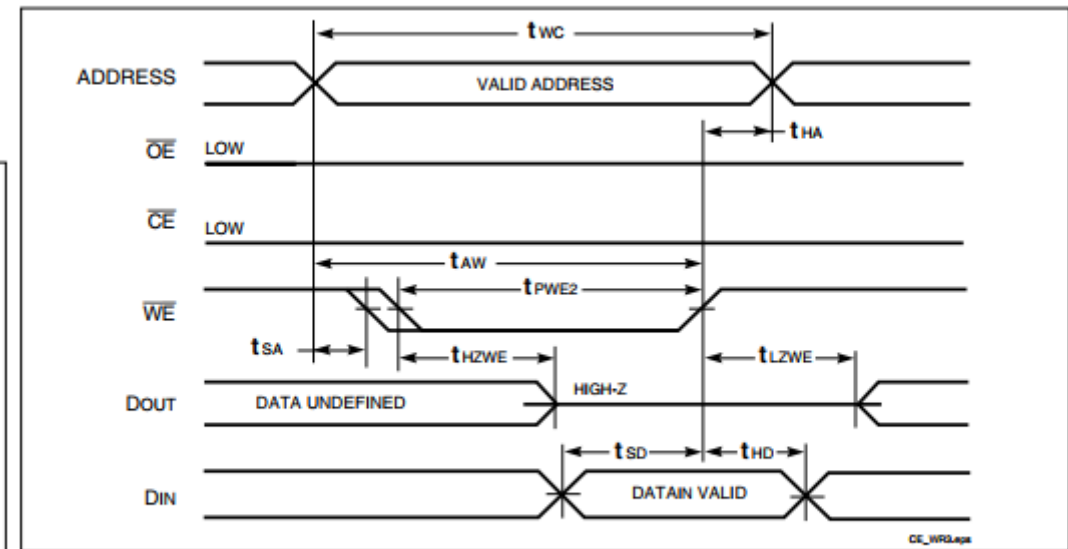 tWC
ADDRESS
VALID ADDRESS
tHA
OE
LOW
CE
LOW
tAW
tPWE2
WE
tSA
tHZWE
tLZWE
HIGH-Z
DOUT
DATA UNDEFINED
tSD
tHD
DIN
DATAIN VALID
CE_WR3.eps